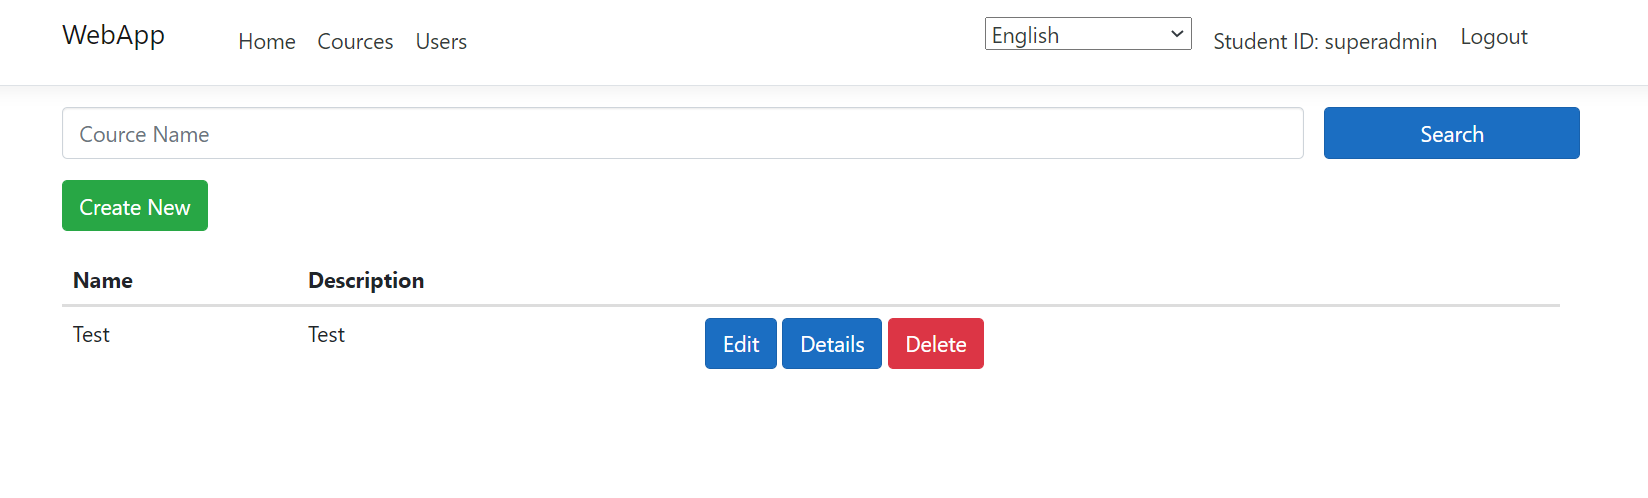 WebApp Home Cources Users English Student ID: superadmin Logout
Cource Name Search
Create New
Name Description
Test Test Edit Details Delete